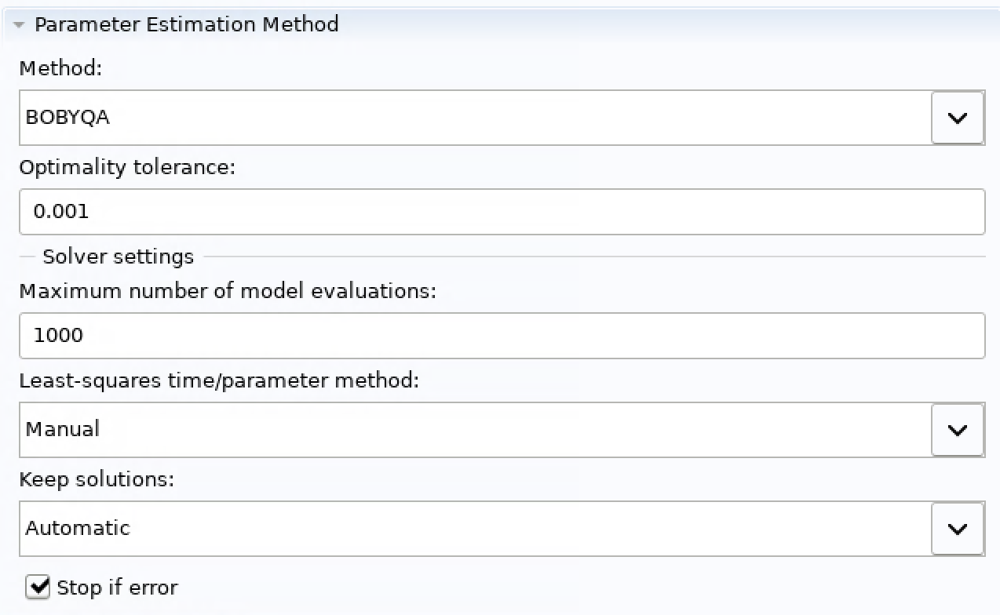 Parameter Estimation Method
Method:
BOBYQA
Optimality tolerance:
0.001
Solver settings
Maximum number of model evaluations:
1000
Least-squares time/parameter method:
Manual
Keep solutions:
Automatic
Stop if error